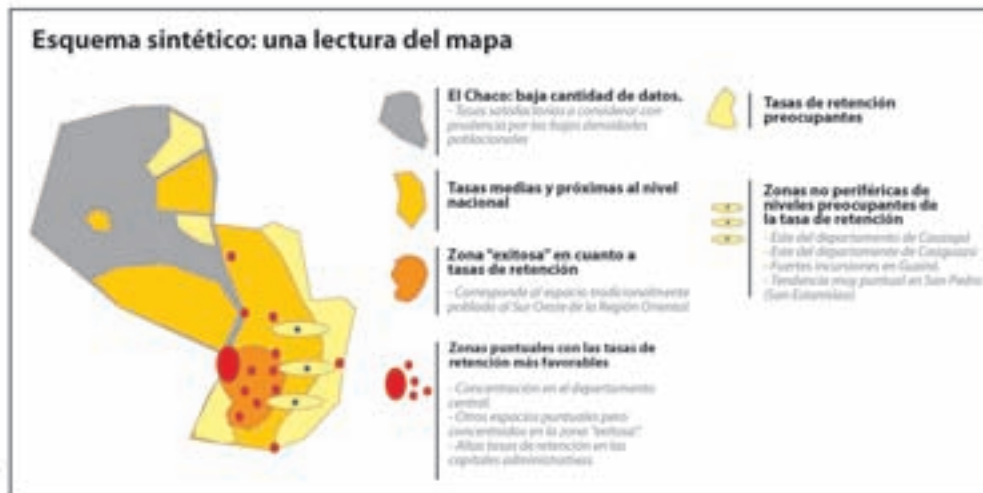 Esquema sintético: una lectura del mapa
El Chaco: baja cantidad de datos.
- Tasas satisfactorias a considerar con
prudencia por las bajas densidades
poblacionales
Tasas medias y próximas al nivel
nacional
Zona "exitosa" en cuanto a
tasas de retención
- Corresponde al espacio tradicionalmente
poblado al Sur Oeste de la Región Oriental
Zonas puntuales con las tasas de
retención más favorables
- Concentración en el departamento
central.
- Otros espacios puntuales pero
concentrados en la zona "exitosa".
- Altas tasas de retención en las
capitales administrativas.
Tasas de retención
preocupantes
Zonas no periféricas de
niveles preocupantes de
la tasa de retención
- Este del departamento de Caazapá
- Este del departamento de Caaguazú
- Fuertes incursiones en Guairá.
- Tendencia muy puntual en San Pedro
(San Estanislao)